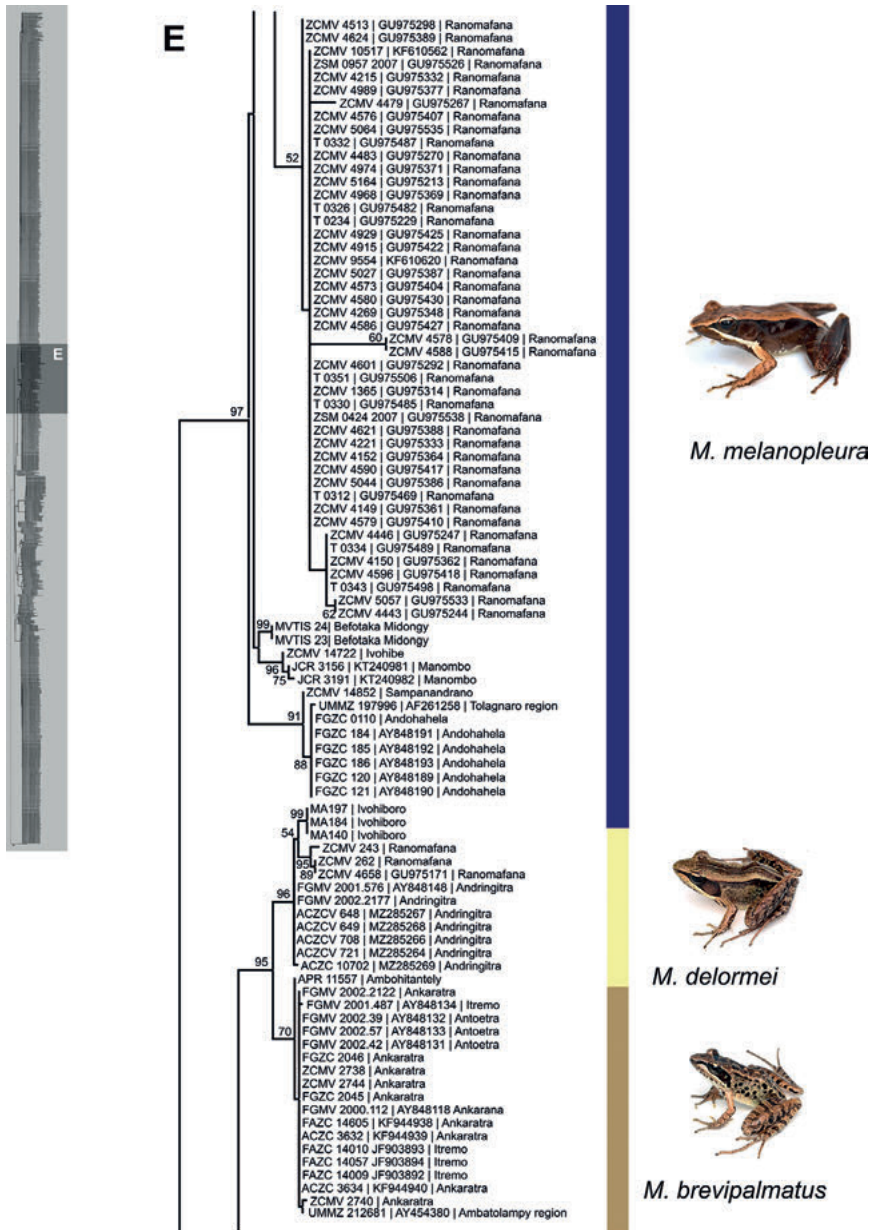 E
E
ZCMV 4513 | GU975298 | Ranomafana
ZCMV 4624 | GU975389 | Ranomafana
ZCMV 10517 | KF610562 | Ranomafana
ZSM 0957 2007 | GU975526 | Ranomafana
ZCMV 4215 | GU975332 | Ranomafana
ZCMV 4989 | GU975377 | Ranomafana
ZCMV 4479 | GU975267 | Ranomafana
ZCMV 4576 | GU975407 | Ranomafana
ZCMV 5064 | GU975535 | Ranomafana
T 0332 | GU975487 | Ranomafana
52
ZCMV 4483 | GU975270 | Ranomafana
ZCMV 4974 | GU975371 | Ranomafana
ZCMV 5164 | GU975213 | Ranomafana
ZCMV 4968 | GU975369 | Ranomafana
T 0326 | GU975482 | Ranomafana
T 0234 | GU975229 | Ranomafana
ZCMV 4929 | GU975425 | Ranomafana
ZCMV 4915 | GU975422 | Ranomafana
ZCMV 9554 | KF610620 | Ranomafana
ZCMV 5027 | GU975387 | Ranomafana
ZCMV 4573 | GU975404 | Ranomafana
ZCMV 4580 | GU975430 | Ranomafana
ZCMV 4269 | GU975348 | Ranomafana
ZCMV 4586 | GU975427 | Ranomafana
60
ZCMV 4578 | GU975409 | Ranomafana
ZCMV 4588 | GU975415 | Ranomafana
ZCMV 4601 | GU975292 | Ranomafana
T 0351 | GU975506 | Ranomafana
ZCMV 1365 | GU975314 | Ranomafana
T 0330 | GU975485 | Ranomafana
97
ZSM 0424 2007 | GU975538 | Ranomafana
ZCMV 4621 | GU975388 | Ranomafana
ZCMV 4221 | GU975333 | Ranomafana
M. melanopleura
ZCMV 4152 | GU975364 | Ranomafana
ZCMV 4590 | GU975417 | Ranomafana
ZCMV 5044 | GU975386 | Ranomafana
T 0312 | GU975469 | Ranomafana
ZCMV 4149 | GU975361 | Ranomafana
ZCMV 4579 | GU975410 | Ranomafana
ZCMV 4446 | GU975247 | Ranomafana
T 0334 | GU975489 | Ranomafana
ZCMV 4150 | GU975362 | Ranomafana
ZCMV 4596 | GU975418 | Ranomafana
T 0343 | GU975498 | Ranomafana
ZCMV 5057 | GU975533 | Ranomafana
62
ZCMV 4443 | GU975244 | Ranomafana
99
MVTIS 24| Befotaka Midongy
MVTIS 23| Befotaka Midongy
ZCMV 14722 | Ivohibe
96
JCR 3156 | KT240981 | Manombo
75
JCR 3191 | KT240982 | Manombo
ZCMV 14852 | Sampanandrano
UMMZ 197996 | AF261258 | Tolagnaro region
91
FGZC 0110 | Andohahela
FGZC 184 | AY848191 | Andohahela
FGZC 185 | AY848192 | Andohahela
88
FGZC 186 | AY848193 | Andohahela
FGZC 120 | AY848189 | Andohahela
FGZC 121 | AY848190 | Andohahela
99
MA197 | Ivohiboro
MA184 | Ivohiboro
54
MA140 | Ivohiboro
ZCMV 243 | Ranomafana
95
ZCMV 262 | Ranomafana
89
ZCMV 4658 | GU975171 | Ranomafana
96
FGMV 2001.576 | AY848148 | Andringitra
FGMV 2002.2177 | Andringitra
ACZCV 648 | MZ285267 | Andringitra
ACZCV 649 | MZ285268 | Andringitra
ACZCV 708 | MZ285266 | Andringitra
ACZCV 721 | MZ285264 | Andringitra
95
ACZC 10702 | MZ285269 | Andringitra
M. delormei
APR 11557 | Ambohitantely
FGMV 2002.2122 | Ankaratra
FGMV 2001.487 | AY848134 | Itremo
FGMV 2002.39 | AY848132 | Antoetra
70
FGMV 2002.57 | AY848133 | Antoetra
FGMV 2002.42 | AY848131 | Antoetra
FGZC 2046 | Ankaratra
ZCMV 2738 | Ankaratra
ZCMV 2744 | Ankaratra
FGZC 2045 | Ankaratra
FGMV 2000.112 | AY848118 Ankarana
FAZC 14605 | KF944938 | Ankaratra
ACZC 3632 | KF944939 | Ankaratra
FAZC 14010 JF903893 | Itremo
FAZC 14057 JF903894 | Itremo
FAZC 14009 JF903892 | Itremo
ACZC 3634 | KF944940 | Ankaratra
M. brevipalmatus
ZCMV 2740 | Ankaratra
UMMZ 212681 | AY454380 | Ambatolampy region